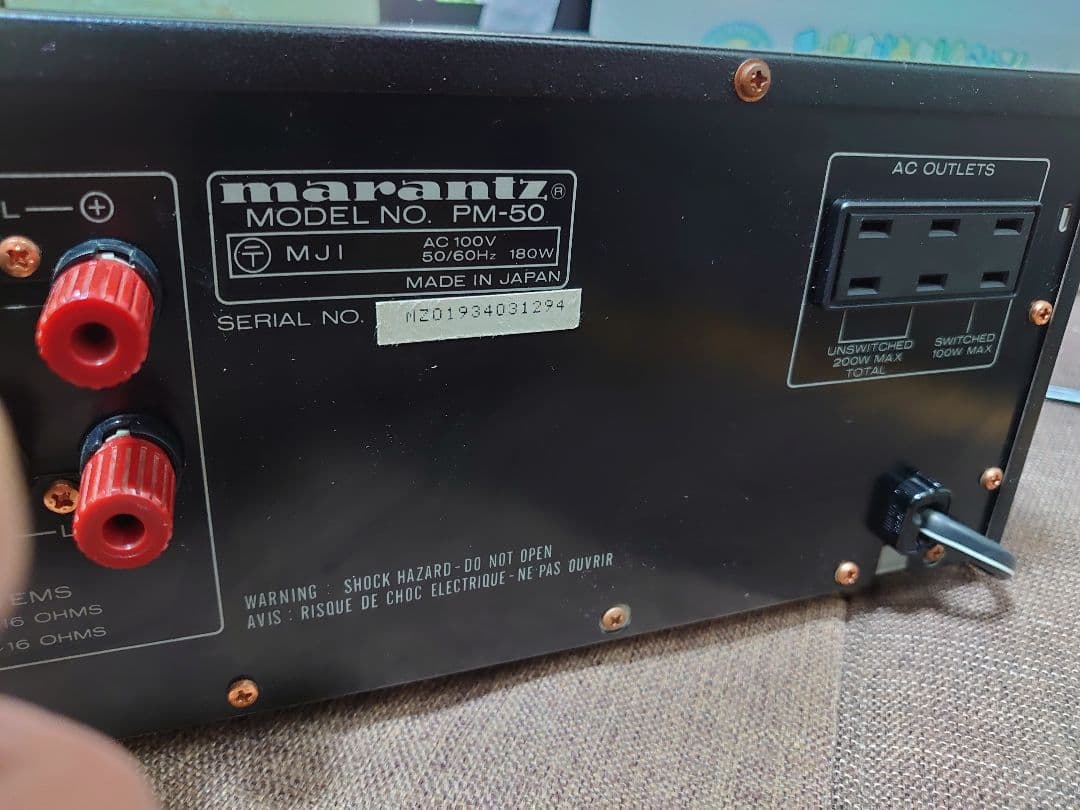 L — ⊕
marantz®
MODEL NO. PM-50
T MJI AC 100V
50/60Hz 180W
MADE IN JAPAN
SERIAL NO. MZ01934031294
AC OUTLETS
UNSWITCHED
200W MAX
TOTAL
SWITCHED
100W MAX
L
EMS
16 OHMS
-16 OHMS
WARNING : SHOCK HAZARD - DO NOT OPEN
AVIS : RISQUE DE CHOC ELECTRIQUE - NE PAS OUVRIR